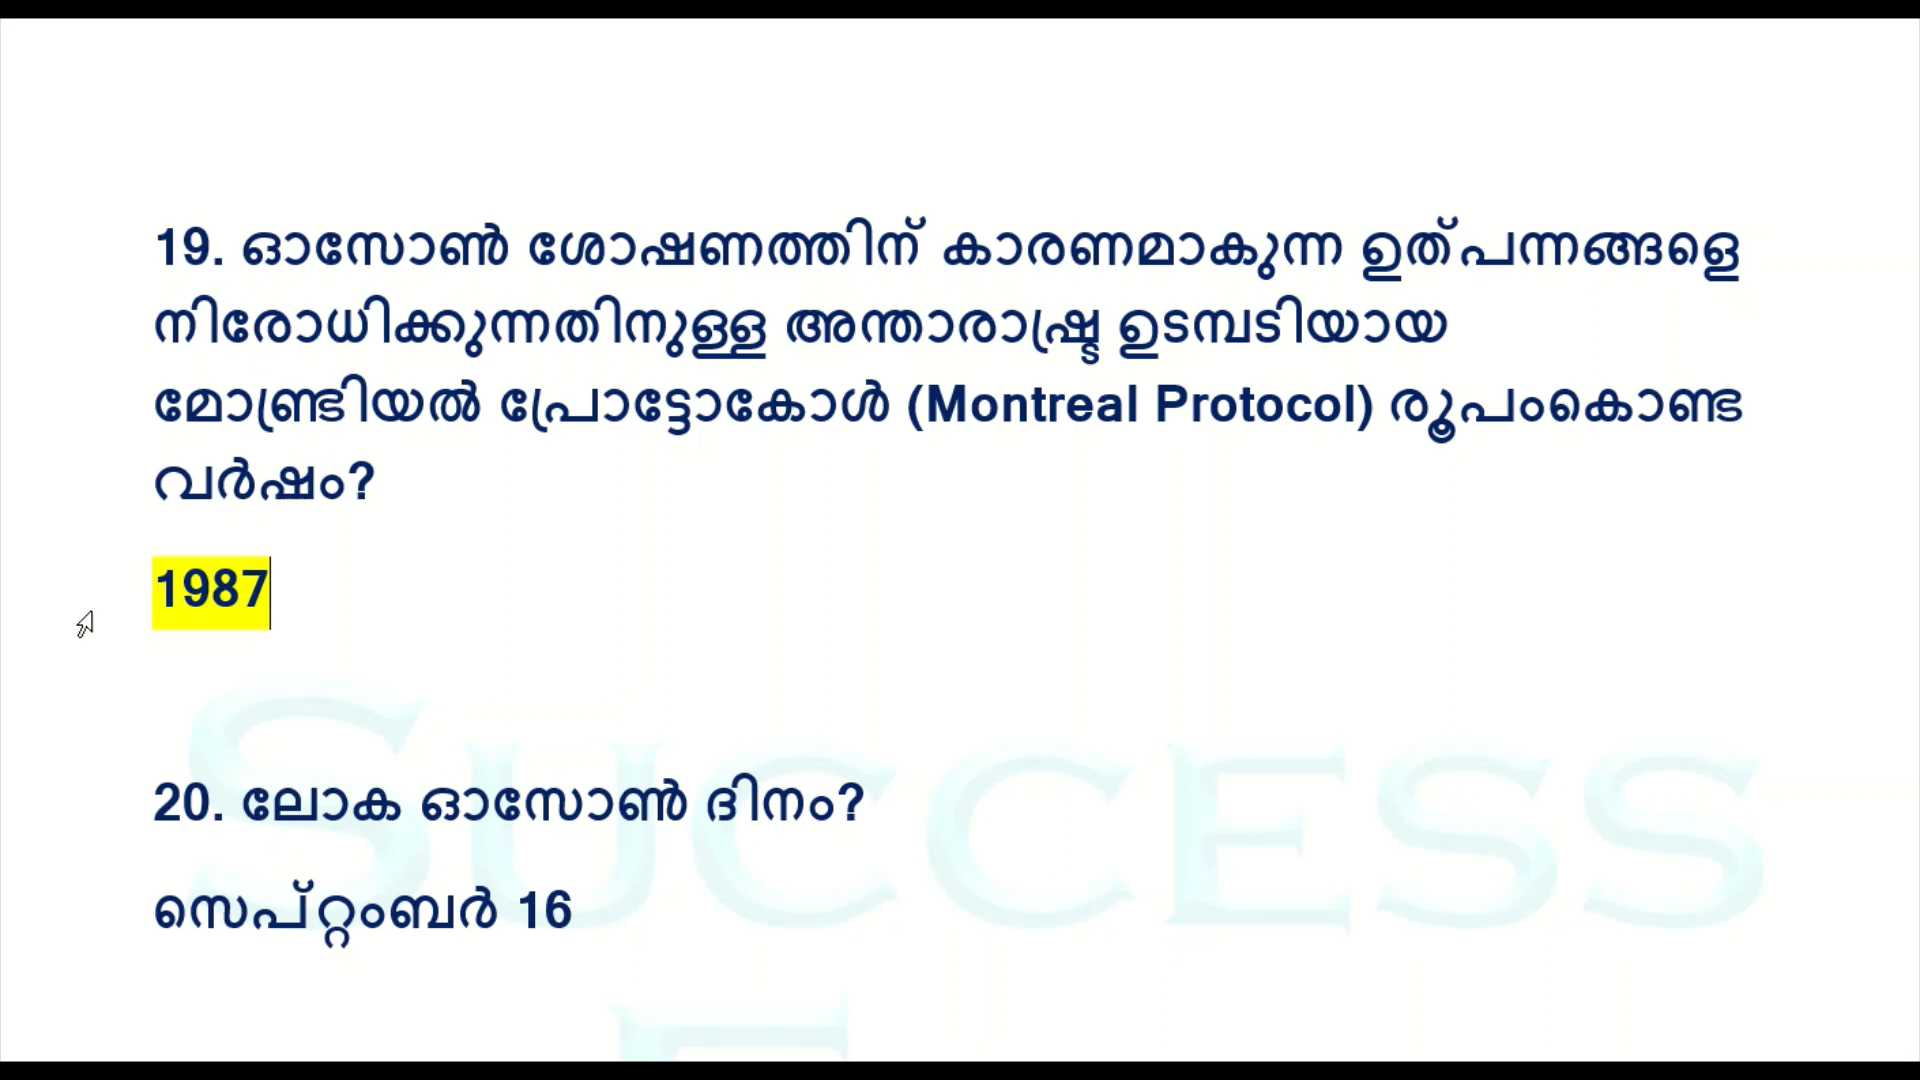 19. ഓസോൺ ശോഷണത്തിന് കാരണമാകുന്ന ഉത്പന്നങ്ങളെ
നിരോധിക്കുന്നതിനുള്ള അന്താരാഷ്ട്ര ഉടമ്പടിയായ
മോണ്ട്രിയൽ പ്രോട്ടോകോൾ (Montreal Protocol) രൂപംകൊണ്ട
വർഷം?
1987
20. ലോക ഓസോൺ ദിനം?
സെപ്റ്റംബർ 16
SUCCESS